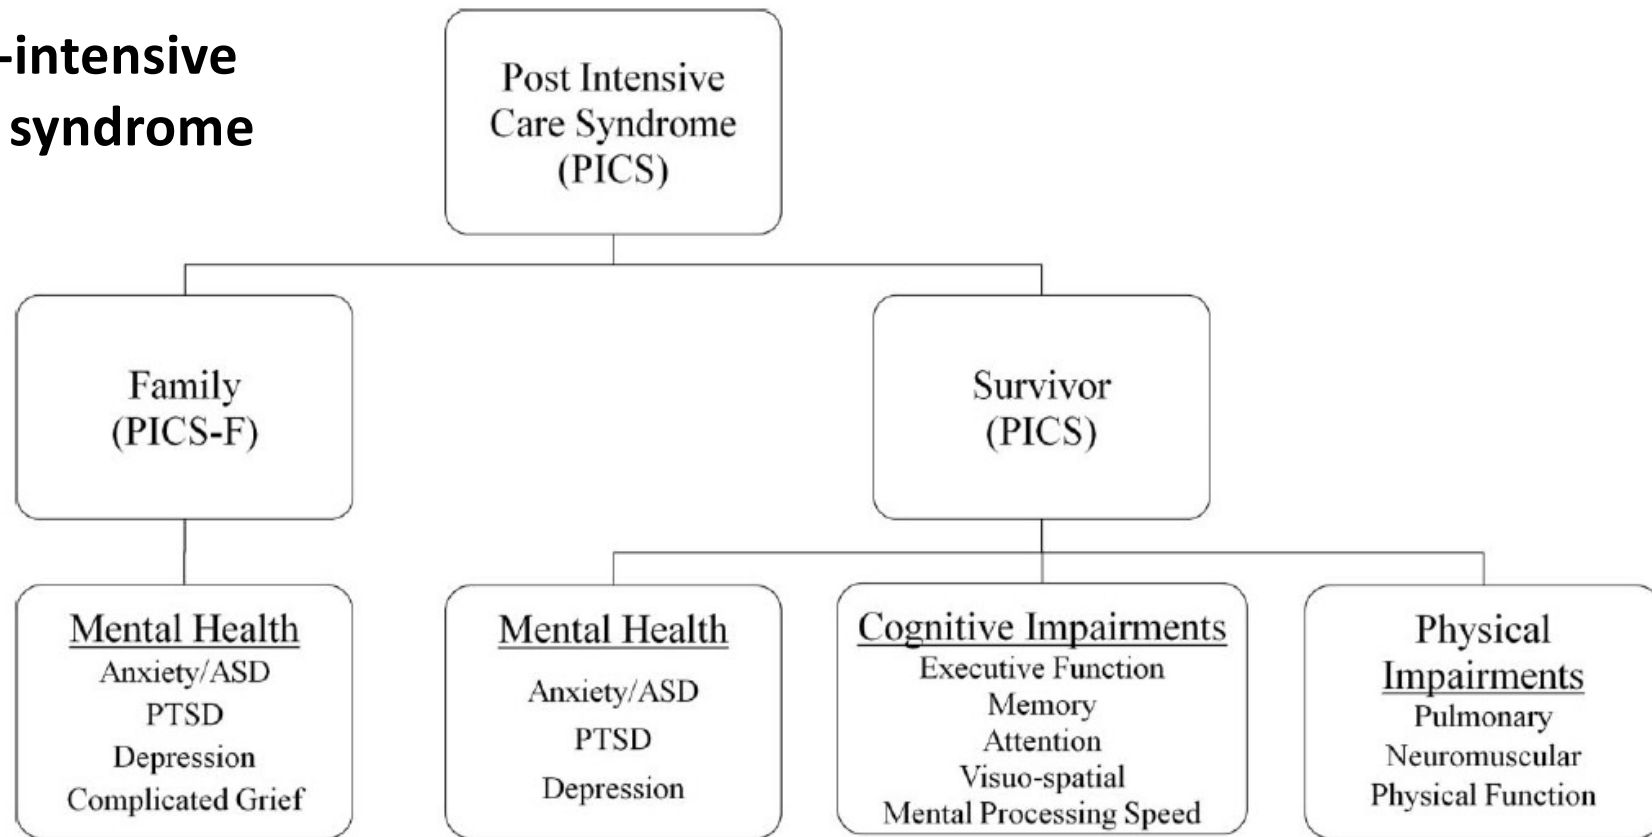 -intensive
syndrome
Post Intensive
Care Syndrome
(PICS)
Family
(PICS-F)
Survivor
(PICS)
Mental Health
Anxiety/ASD
PTSD
Depression
Complicated Grief
Mental Health
Anxiety/ASD
PTSD
Depression
Cognitive Impairments
Executive Function
Memory
Attention
Visuo-spatial
Mental Processing Speed
Physical
Impairments
Pulmonary
Neuromuscular
Physical Function